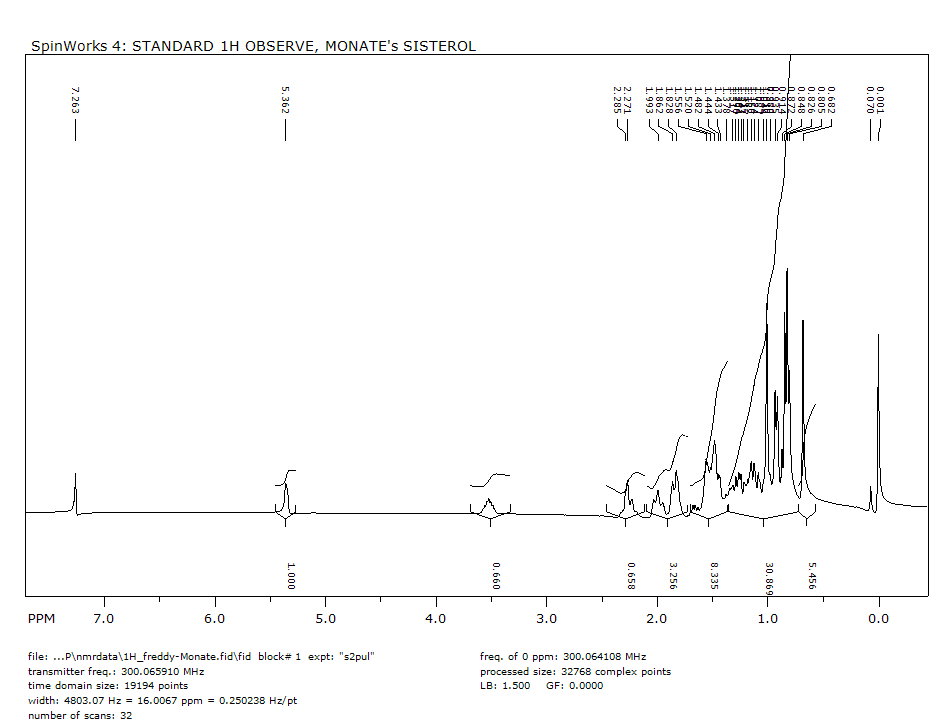 SpinWorks 4: STANDARD 1H OBSERVE, MONATE's SISTEROL
7.263
5.362
2.285
2.271
1.993
1.862
1.828
1.556
1.520
1.482
1.444
1.433
1.378
0.914
0.872
0.848
0.826
0.805
0.682
0.070
0.001
1.000
0.660
0.658
3.256
8.335
30.869
5.456
PPM 7.0 6.0 5.0 4.0 3.0 2.0 1.0 0.0
file: ...P\nmrdata\1H_freddy-Monate.fid\fid block# 1 expt: "s2pul"
transmitter freq.: 300.065910 MHz
time domain size: 19194 points
width: 4803.07 Hz = 16.0067 ppm = 0.250238 Hz/pt
number of scans: 32
freq. of 0 ppm: 300.064108 MHz
processed size: 32768 complex points
LB: 1.500 GF: 0.0000